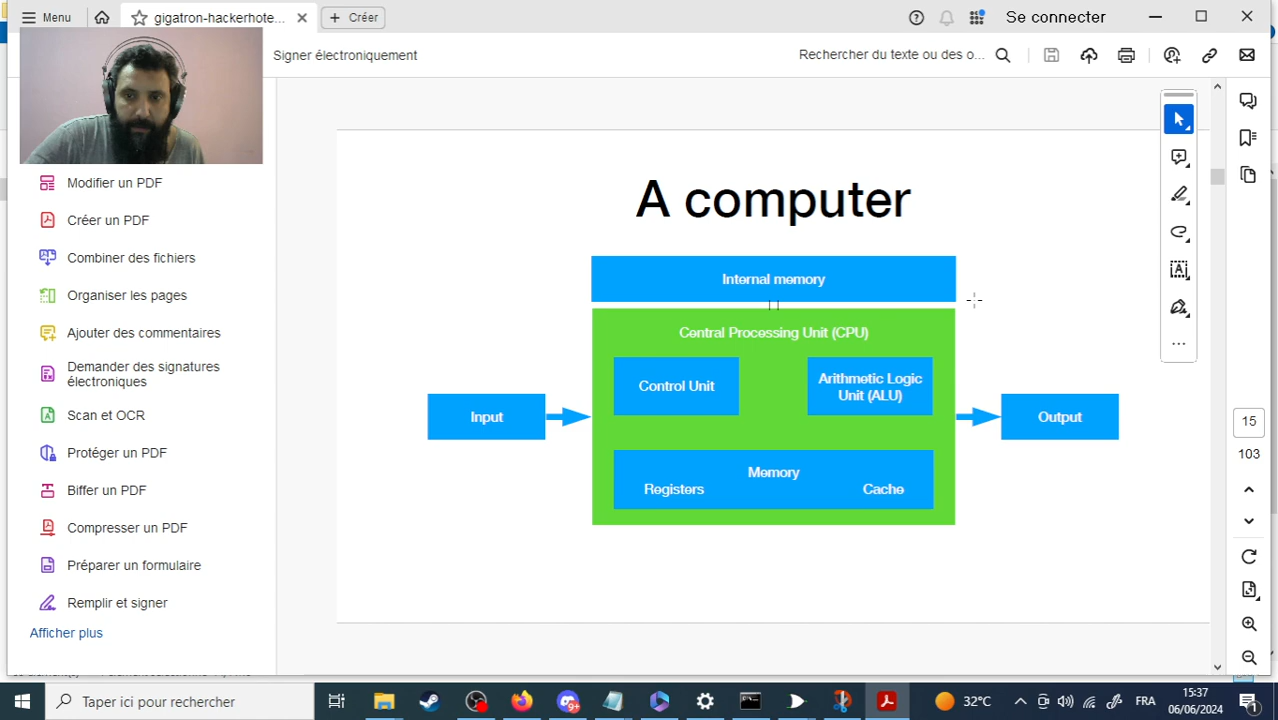 Menu
gigatron-hackerhote...
Créer
Se connecter
Signer électroniquement
Rechercher du texte ou des o...
Modifier un PDF
Créer un PDF
Combiner des fichiers
Organiser les pages
Ajouter des commentaires
Demander des signatures
électroniques
Scan et OCR
Protéger un PDF
Biffer un PDF
Compresser un PDF
Préparer un formulaire
Remplir et signer
Afficher plus
A computer
Internal memory
Central Processing Unit (CPU)
Control Unit
Arithmetic Logic
Unit (ALU)
Input
Output
Memory
Registers
Cache
15
103
Taper ici pour rechercher
9+
32°C
FRA
15:37
06/06/2024
1